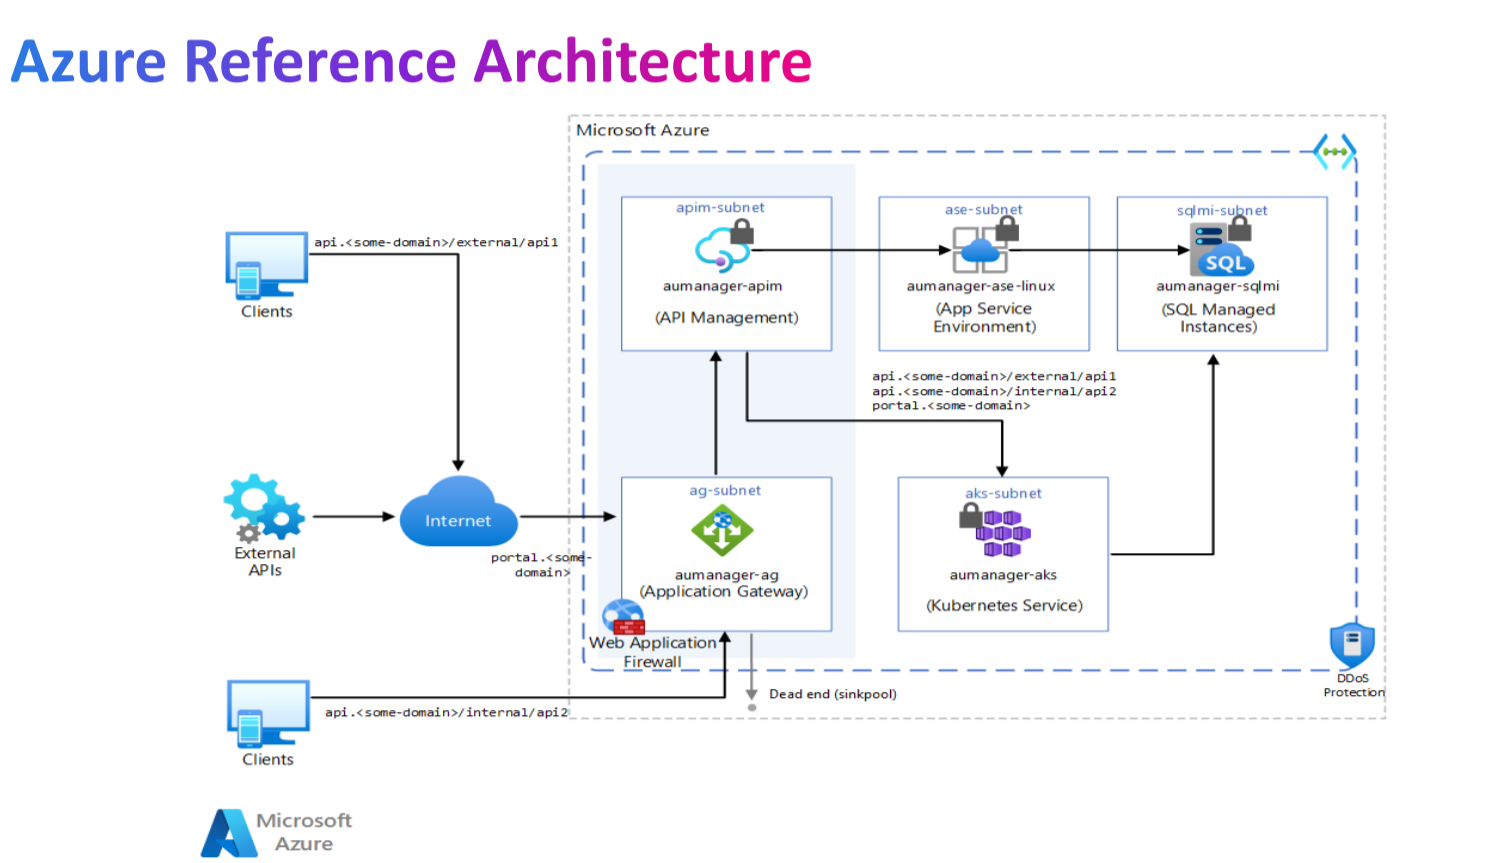 Azure Reference Architecture
Microsoft Azure
apim-subnet
aumanager-apim
(API Management)
ase-subnet
aumanager-ase-linux
(App Service
Environment)
sqlmi-subnet
SQL
aumanager-sqlmi
(SQL Managed
Instances)
api.<some-domain>/external/api1
Clients
api.<some-domain>/external/api1
api.<some-domain>/internal/api2
portal.<some-domain>
External
APIs
Internet
portal.<some-
domain>
ag-subnet
aumanager-ag
(Application Gateway)
Web Application
Firewall
aks-subnet
aumanager-aks
(Kubernetes Service)
DDoS
Protection
Dead end (sinkpool)
api.<some-domain>/internal/api2
Clients
Microsoft
Azure